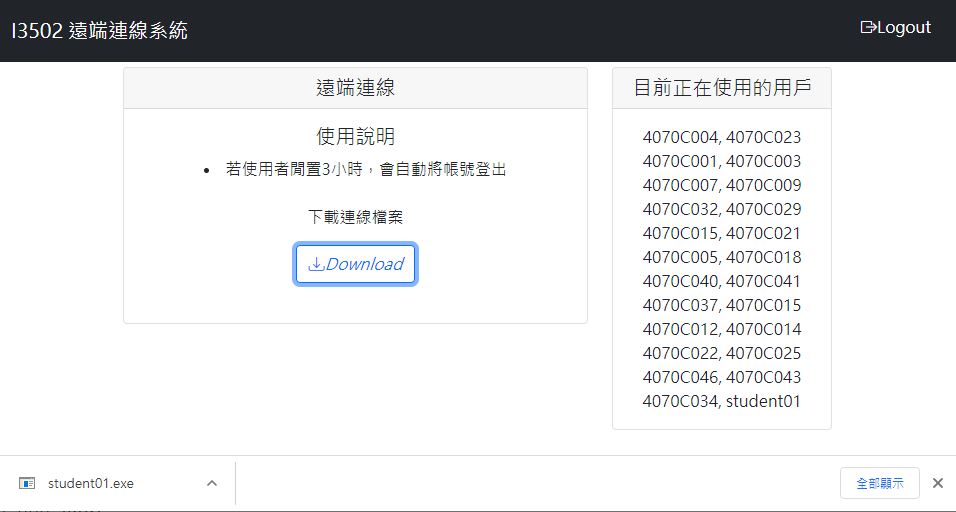 I3502 遠端連線系統
Logout
遠端連線
使用說明
• 若使用者閒置3小時，會自動將帳號登出
下載連線檔案
Download
目前正在使用的用戶
4070C004, 4070C023
4070C001, 4070C003
4070C007, 4070C009
4070C032, 4070C029
4070C015, 4070C021
4070C005, 4070C018
4070C040, 4070C041
4070C037, 4070C015
4070C012, 4070C014
4070C022, 4070C025
4070C046, 4070C043
4070C034, student01
student01.exe
全部顯示